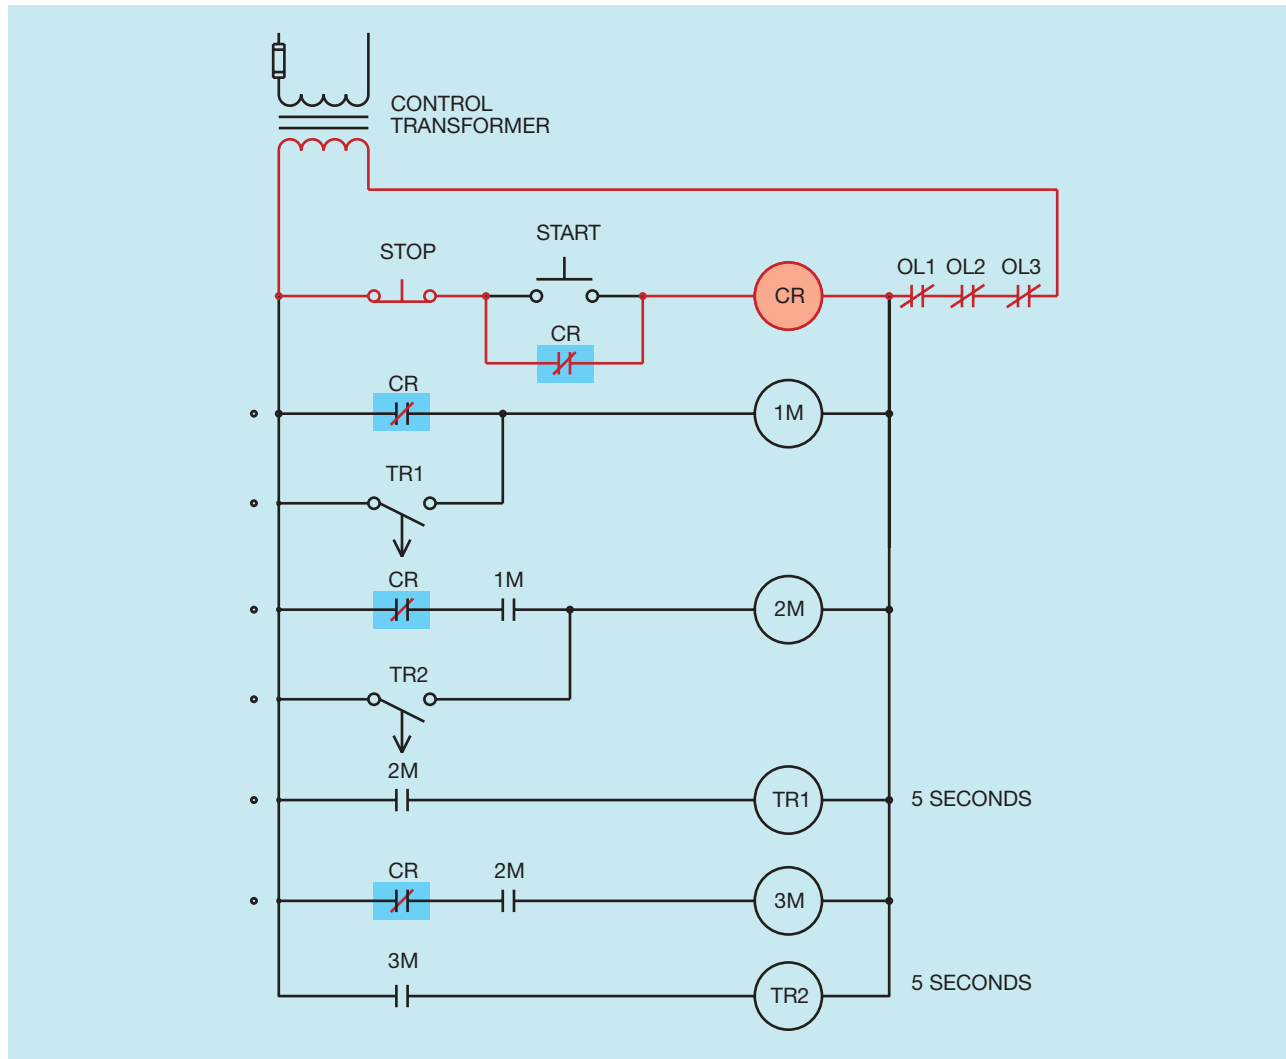 CONTROL
TRANSFORMER
START
STOP
OL1 OL2 OL3
CR
CR
CR
1M
TR1
CR 1M
2M
TR2
2M
TR1
5 SECONDS
CR 2M
3M
3M
TR2
5 SECONDS